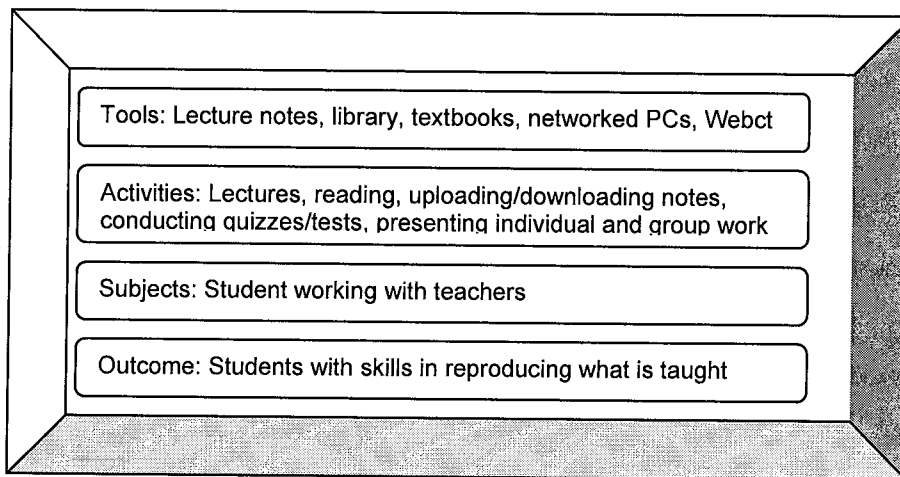 Tools: Lecture notes, library, textbooks, networked PCs, Webct
Activities: Lectures, reading, uploading/downloading notes,
conducting quizzes/tests, presenting individual and group work
Subjects: Student working with teachers
Outcome: Students with skills in reproducing what is taught